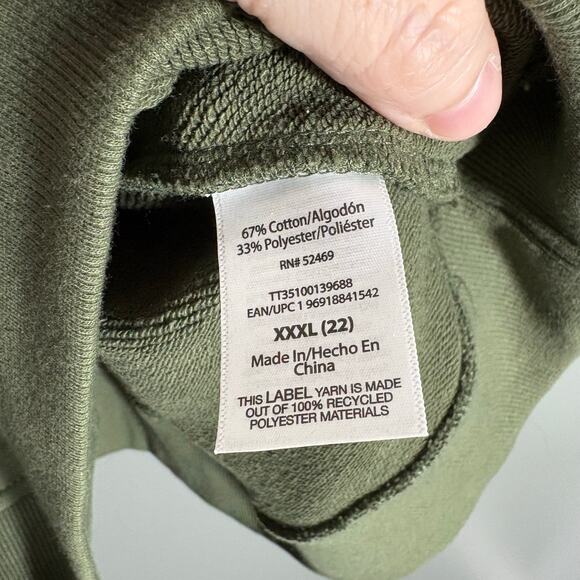 67% Cotton/Algodón
33% Polyester/Poliéster
RN# 52469
TT35100139688
EAN/UPC 1 96918841542
XXXL (22)
Made In/Hecho En
China
THIS LABEL YARN IS MADE
OUT OF 100% RECYCLED
POLYESTER MATERIALS